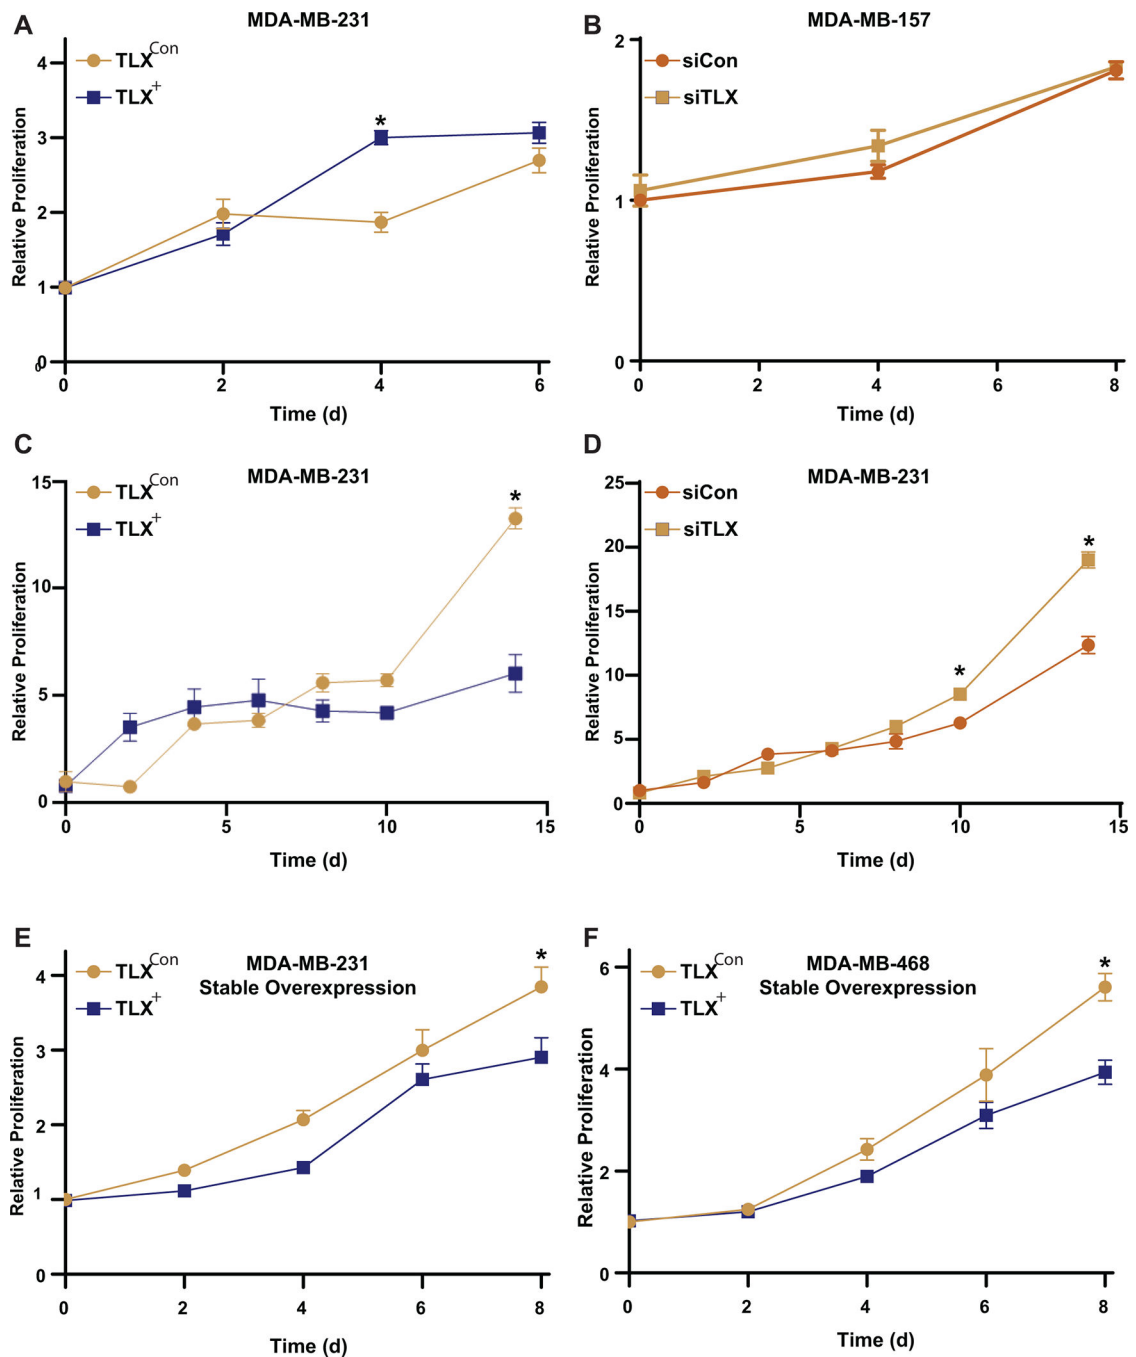 A
MDA-MB-231
TLX^Con
TLX^+
Relative Proliferation
4
3
2
1
0
0
0
2
4
6
*
Time (d)
B
MDA-MB-157
siCon
siTLX
Relative Proliferation
2
1
0
0
2
4
6
8
Time (d)
C
MDA-MB-231
TLX^Con
TLX^+
Relative Proliferation
15
10
5
0
0
5
10
15
*
Time (d)
D
MDA-MB-231
siCon
siTLX
Relative Proliferation
25
20
15
10
5
0
0
5
10
15
*
*
Time (d)
E
MDA-MB-231
Stable Overexpression
TLX^Con
TLX^+
Relative Proliferation
4
3
2
1
0
0
2
4
6
8
*
Time (d)
F
MDA-MB-468
Stable Overexpression
TLX^Con
TLX^+
Relative Proliferation
6
4
2
0
0
2
4
6
8
*
Time (d)